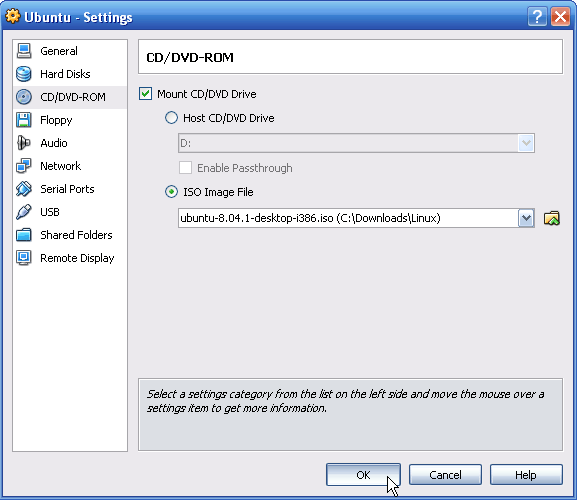 Ubuntu - Settings
General
Hard Disks
CD/DVD-ROM
Floppy
Audio
Network
Serial Ports
USB
Shared Folders
Remote Display
CD/DVD-ROM
Mount CD/DVD Drive
Host CD/DVD Drive
D:
Enable Passthrough
ISO Image File
ubuntu-8.04.1-desktop-i386.iso (C:\Downloads\Linux)
Select a settings category from the list on the left side and move the mouse over a
settings item to get more information.
OK
Cancel
Help